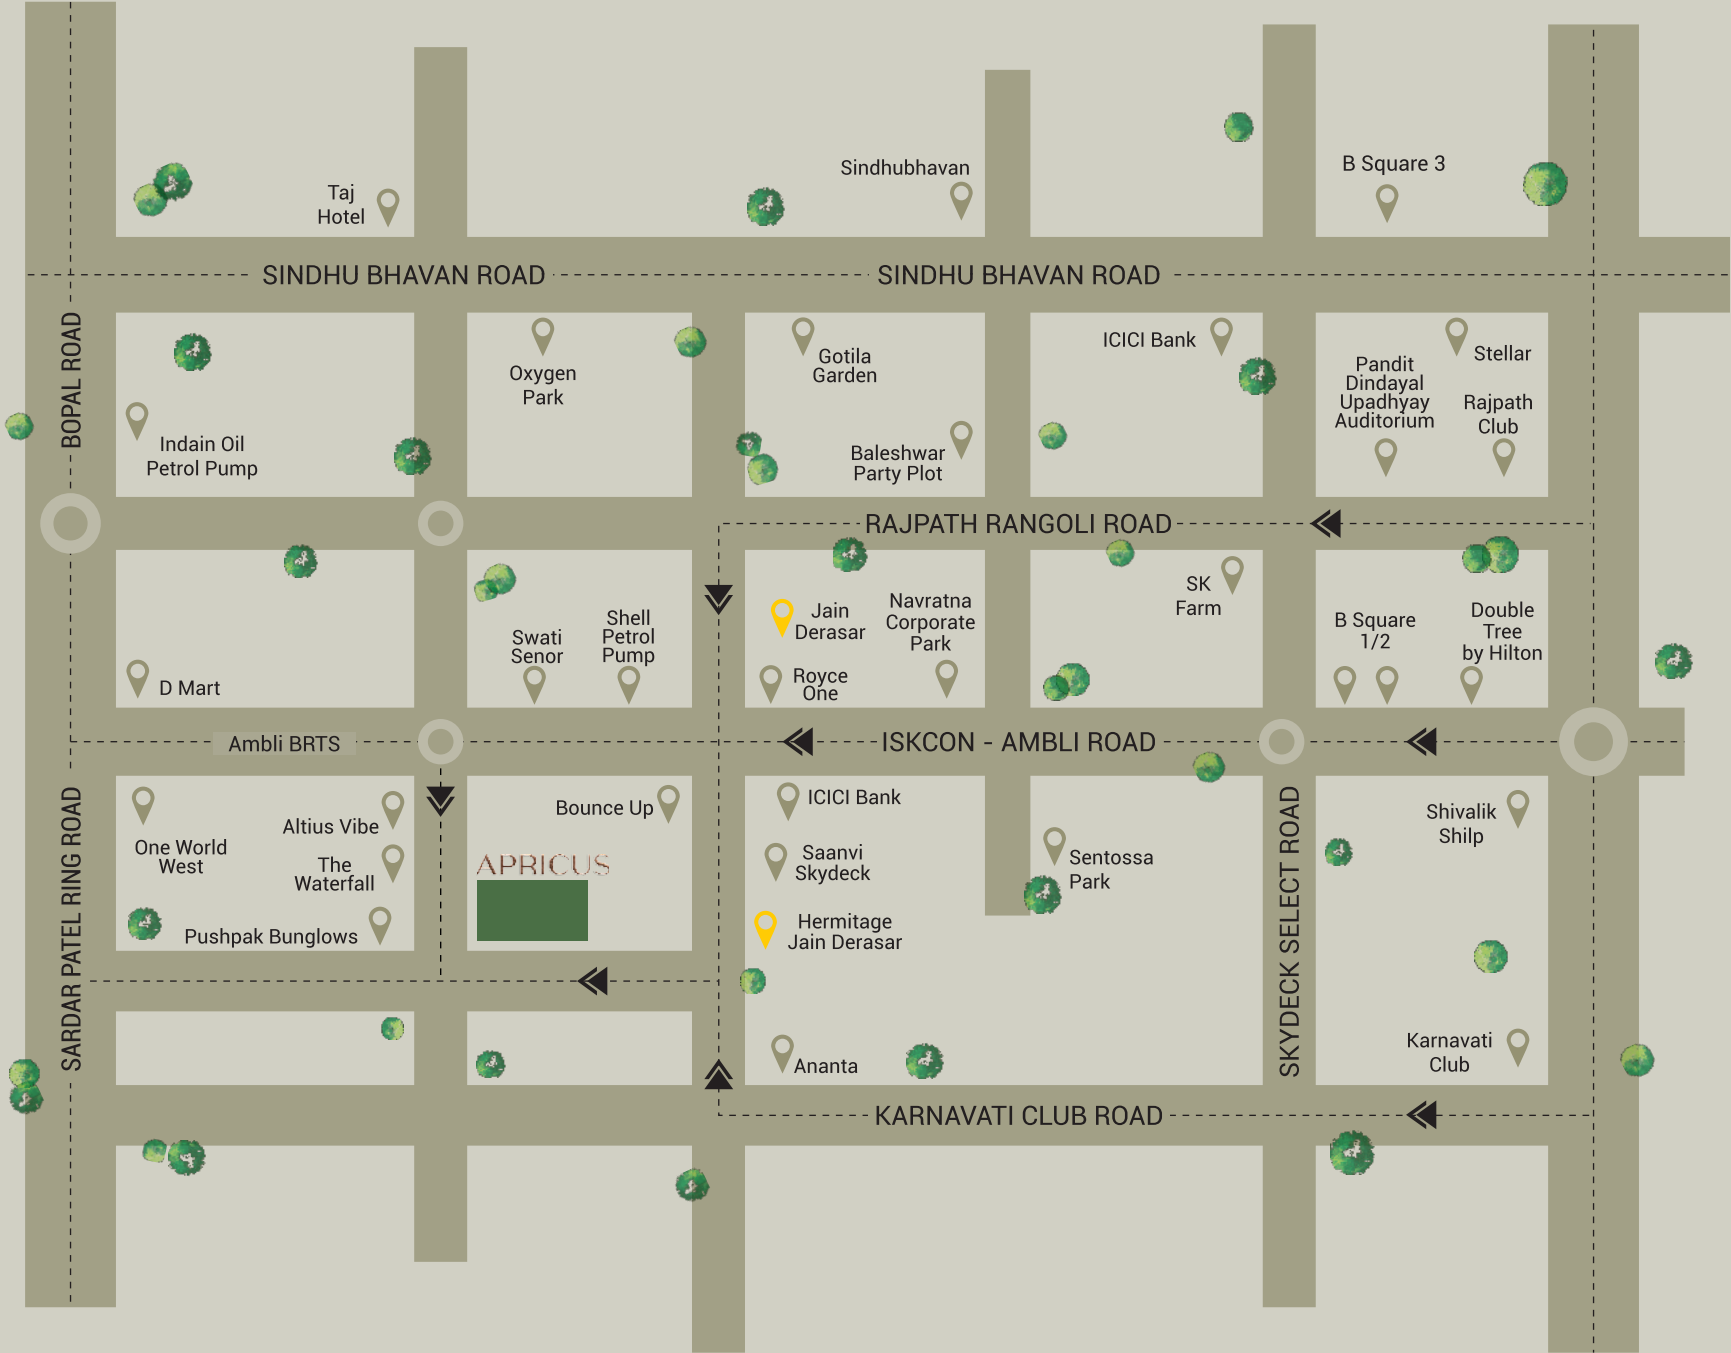 Sindhubhavan
B Square 3
Taj
Hotel
SINDHU BHAVAN ROAD
SINDHU BHAVAN ROAD
BOPAL ROAD
Indain Oil
Petrol Pump
Oxygen
Park
Gotila
Garden
Baleshwar
Party Plot
ICICI Bank
Pandit
Dindayal
Upadhyay
Auditorium
Stellar
Rajpath
Club
RAJPATH RANGOLI ROAD
D Mart
Swati
Senor
Shell
Petrol
Pump
Jain
Derasar
Royce
One
Navratna
Corporate
Park
SK
Farm
B Square
1/2
Double
Tree
by Hilton
Ambli BRTS
ISKCON - AMBLI ROAD
SARDAR PATEL RING ROAD
One World
West
Altius Vibe
The
Waterfall
Pushpak Bunglows
Bounce Up
APRICUS
ICICI Bank
Saanvi
Skydeck
Hermitage
Jain Derasar
Ananta
Sentossa
Park
SKYDECK SELECT ROAD
Shivalik
Shilp
Karnavati
Club
KARNAVATI CLUB ROAD